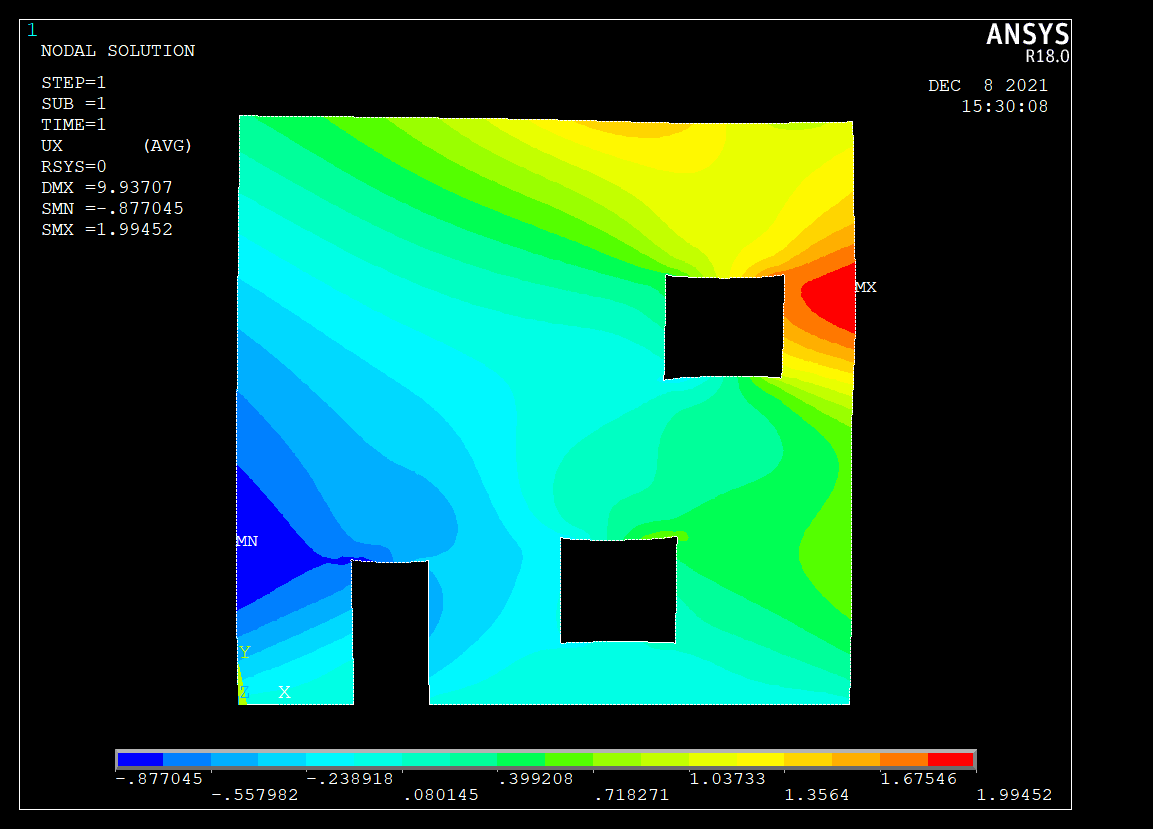 1
NODAL SOLUTION
STEP=1
SUB =1
TIME=1
UX (AVG)
RSYS=0
DMX =9.93707
SMN =-.877045
SMX =1.99452
ANSYS
R18.0
DEC 8 2021
15:30:08
MX
MN
Y
Z X
-.877045 -.238918 .399208 1.03733 1.67546
-.557982 .080145 .718271 1.3564 1.99452